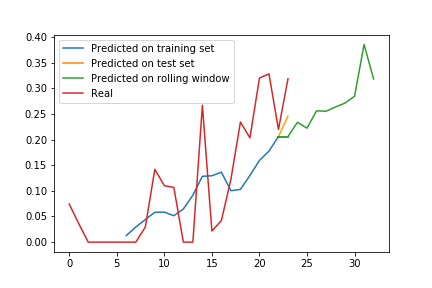 0.40
0.35
0.30
0.25
0.20
0.15
0.10
0.05
0.00
Predicted on training set
Predicted on test set
Predicted on rolling window
Real
0 5 10 15 20 25 30